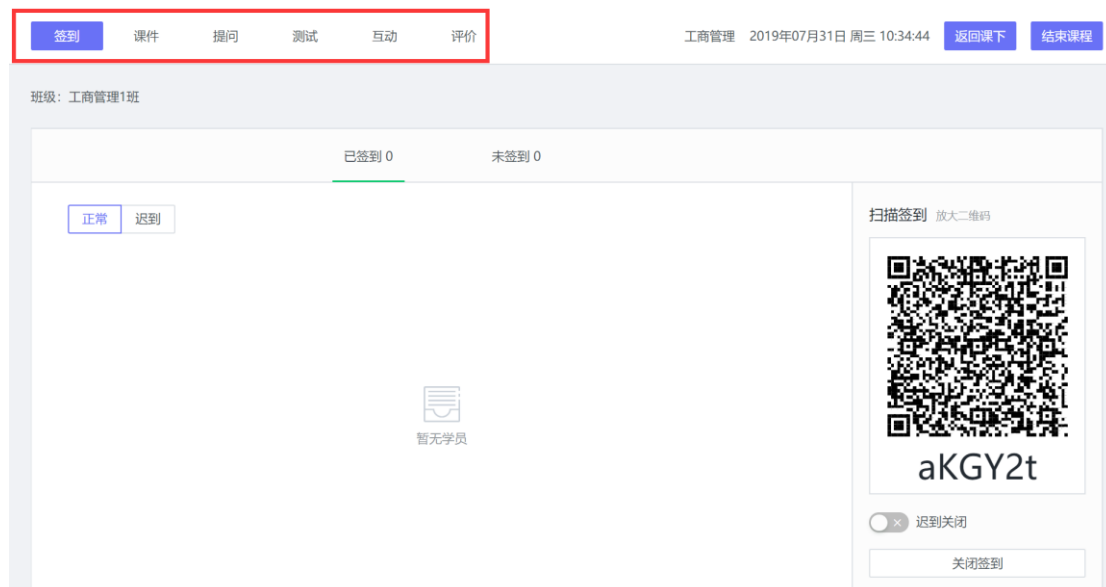 签到 课件 提问 测试 互动 评价 工商管理 2019年07月31日 周三 10:34:44 返回课下 结束课程
班级：工商管理1班
已签到 0 未签到 0
正常 迟到
扫描签到 放大二维码
暂无学员
aKGY2t
迟到关闭
关闭签到